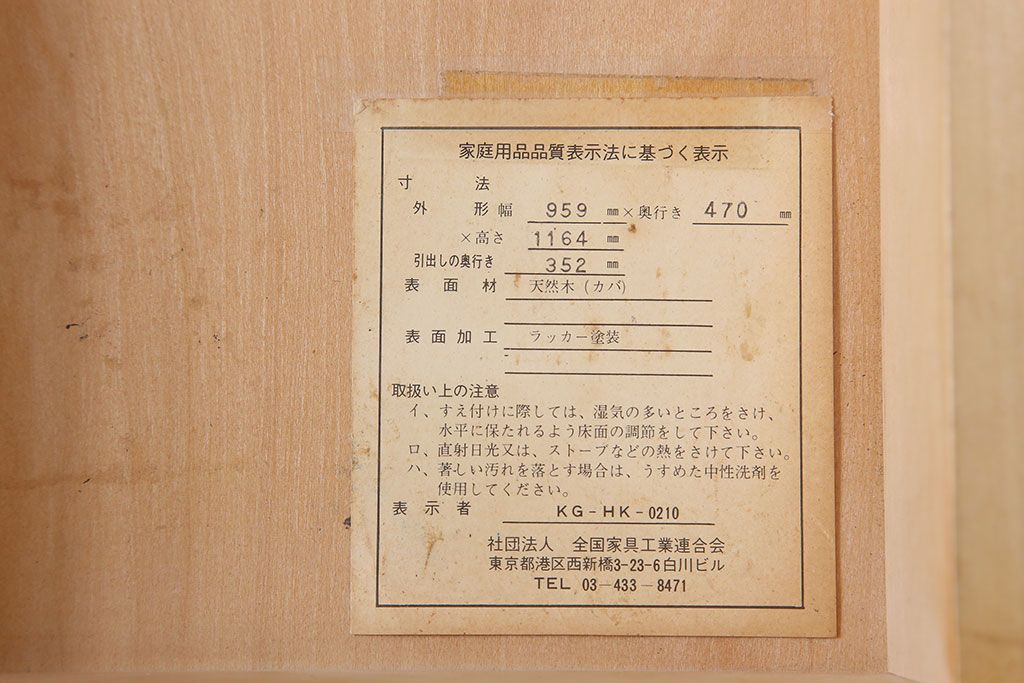 家庭用品品質表示法に基づく表示
寸 法
外 形 幅 959 ㎜ × 奥行き 470 ㎜
×高さ 1164 ㎜
引出しの奥行き 352 ㎜
表 面 材 天然木 (カバ)
表 面 加 工 ラッカー塗装
取扱い上の注意
イ、すえ付けに際しては、湿気の多いところをさけ、
水平に保たれるよう床面の調節をして下さい。
ロ、直射日光又は、ストーブなどの熱をさけて下さい。
ハ、著しい汚れを落とす場合は、うすめた中性洗剤を
使用してください。
表 示 者 KG-HK-0210
社団法人 全国家具工業連合会
東京都港区西新橋3-23-6白川ビル
TEL 03-433-8471